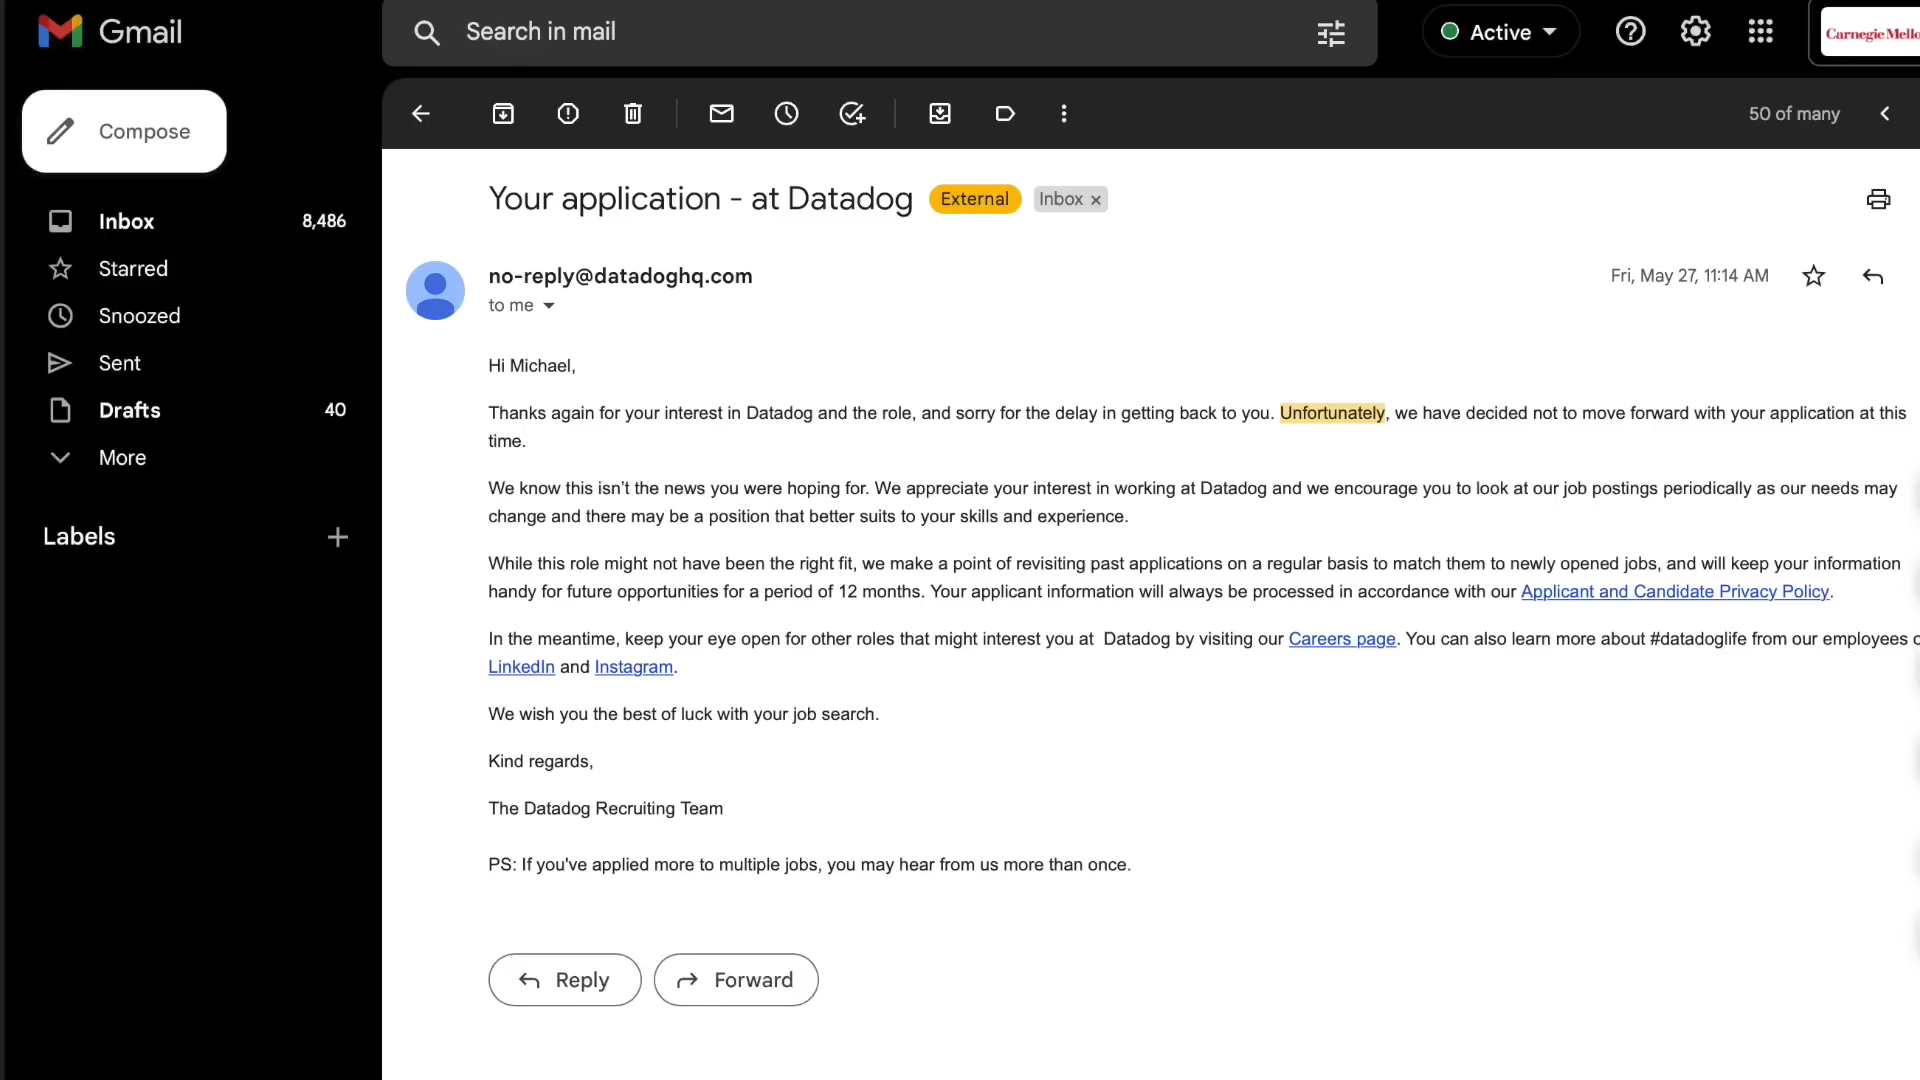 Gmail
Search in mail
Active
Carnegie Mello
Compose
50 of many
Inbox 8,486
Starred
Snoozed
Sent
Drafts 40
More
Labels
Your application - at Datadog External Inbox
no-reply@datadoghq.com Fri, May 27, 11:14 AM
to me
Hi Michael,
Thanks again for your interest in Datadog and the role, and sorry for the delay in getting back to you. Unfortunately, we have decided not to move forward with your application at this
time.
We know this isn’t the news you were hoping for. We appreciate your interest in working at Datadog and we encourage you to look at our job postings periodically as our needs may
change and there may be a position that better suits to your skills and experience.
While this role might not have been the right fit, we make a point of revisiting past applications on a regular basis to match them to newly opened jobs, and will keep your information
handy for future opportunities for a period of 12 months. Your applicant information will always be processed in accordance with our Applicant and Candidate Privacy Policy.
In the meantime, keep your eye open for other roles that might interest you at  Datadog by visiting our Careers page. You can also learn more about #datadoglife from our employees
LinkedIn and Instagram.
We wish you the best of luck with your job search.
Kind regards,
The Datadog Recruiting Team
PS: If you've applied more to multiple jobs, you may hear from us more than once.
Reply Forward